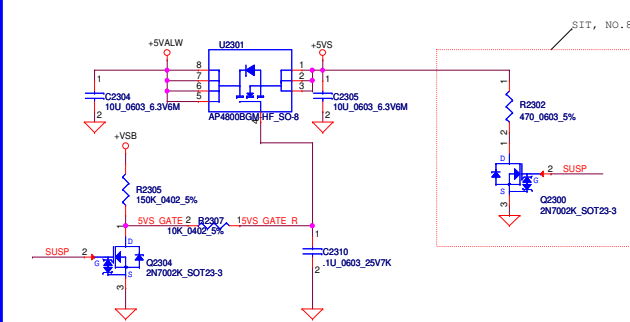 SIT, NO.8
+5VALW
U2301
+5VS
8
7
6
5
1
2
3
4
1
C2304
10U_0603_6.3V6M
2
AP4800BGM-HF_SO-8
1
C2305
10U_0603_6.3V6M
2
1
R2302
470_0603_5%
2
1
D
G
S
2
SUSP
3
Q2300
2N7002K_SOT23-3
+VSB
R2305
150K_0402_5%
5VS_GATE
2
R2307
1
5VS_GATE_R
10K_0402_5%
SUSP
2
G
D
S
3
Q2304
2N7002K_SOT23-3
1
C2310
.1U_0603_25V7K
2